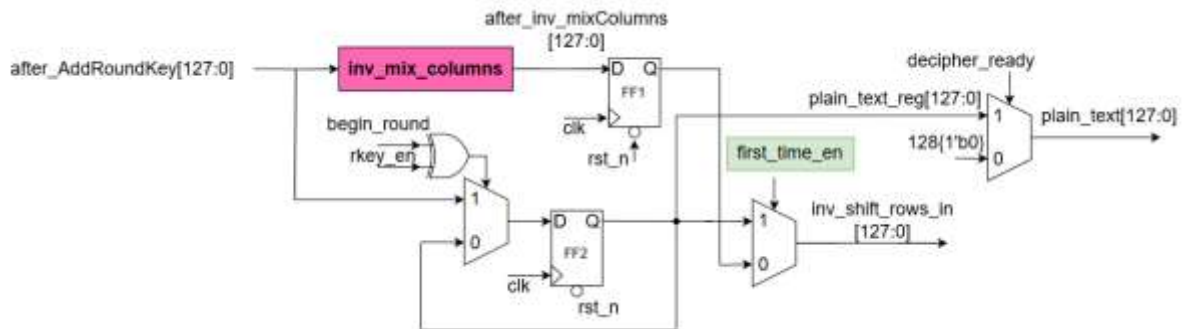 after_inv_mixColumns
[127:0]
after_AddRoundKey[127:0]
inv_mix_columns
D Q
FF1
clk
rst_n
decipher_ready
plain_text_reg[127:0]
1
plain_text[127:0]
128{1'b0}
0
begin_round
rkey_en
first_time_en
1
0
D Q
FF2
clk
rst_n
1
0
inv_shift_rows_in
[127:0]